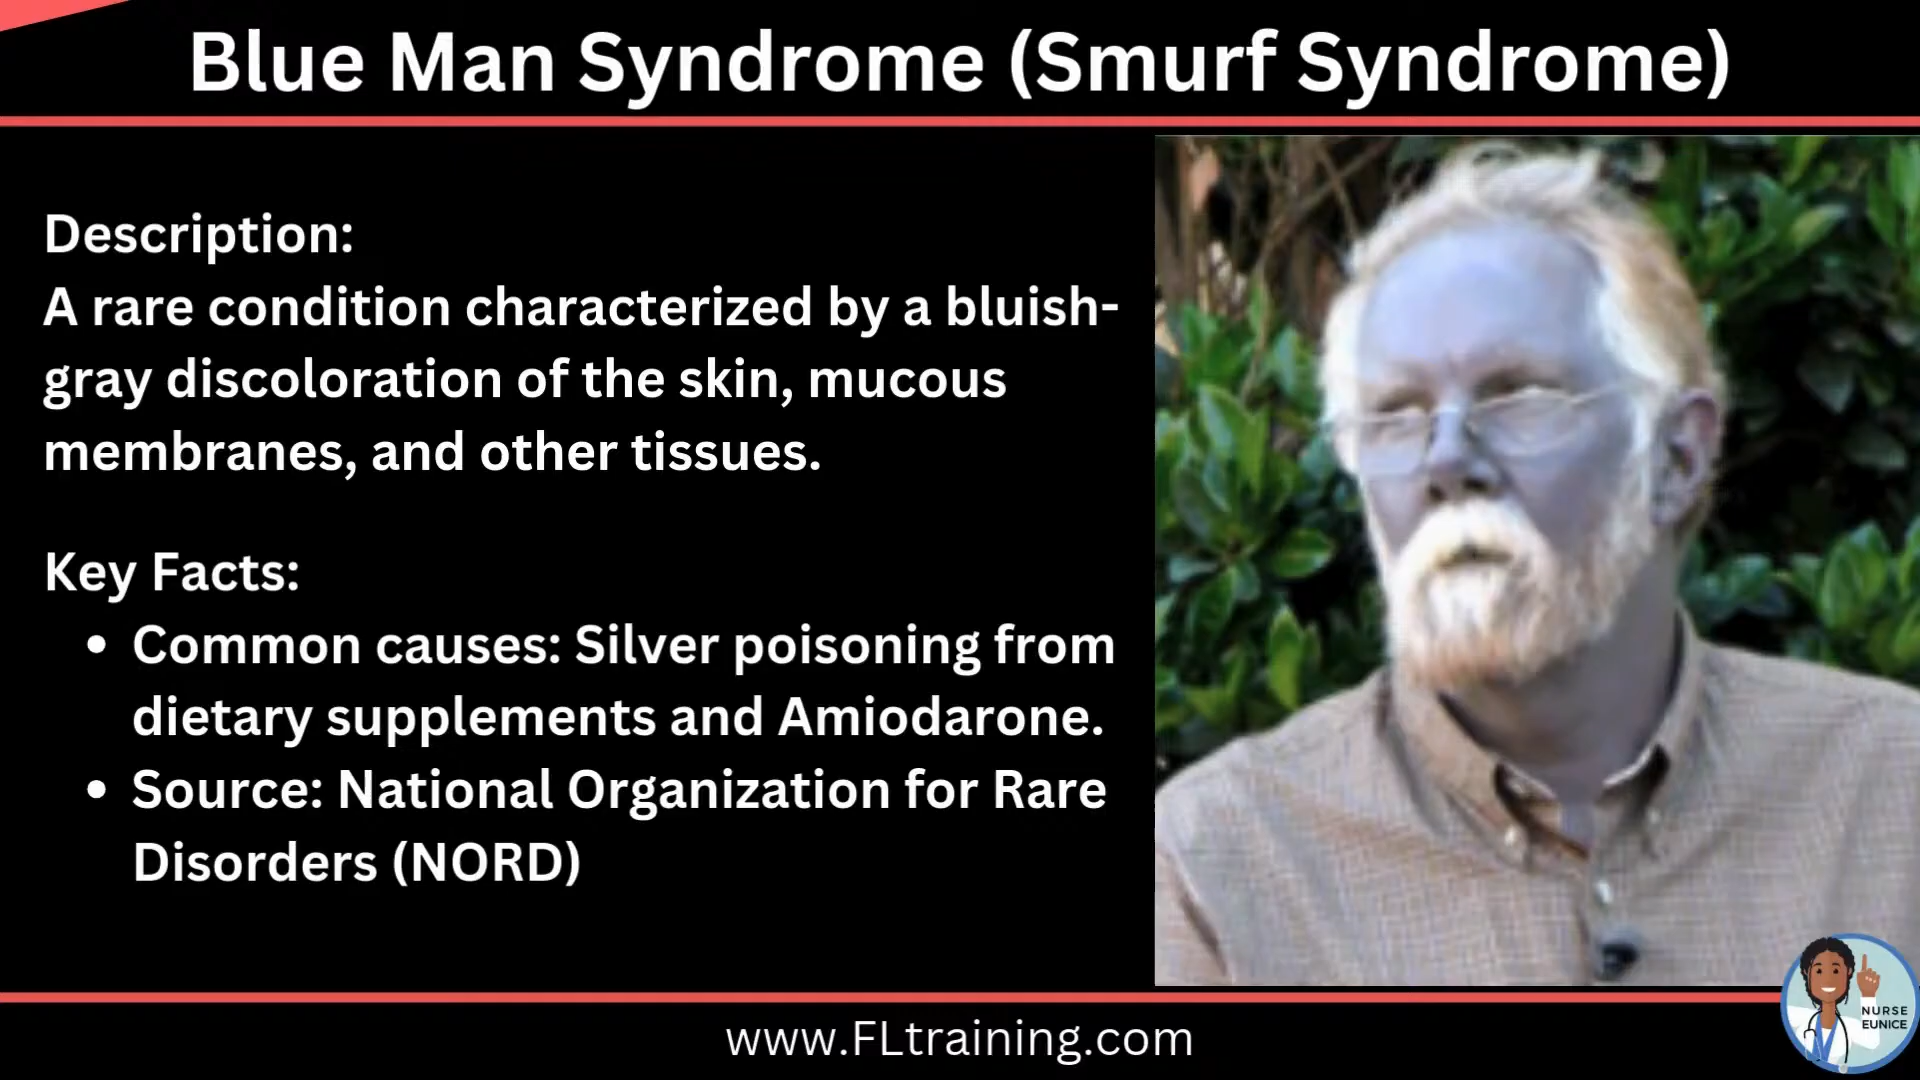 Blue Man Syndrome (Smurf Syndrome)
Description:
A rare condition characterized by a bluish-
gray discoloration of the skin, mucous
membranes, and other tissues.
Key Facts:
• Common causes: Silver poisoning from
dietary supplements and Amiodarone.
• Source: National Organization for Rare
Disorders (NORD)
www.FLtraining.com
NURSE
EUNICE